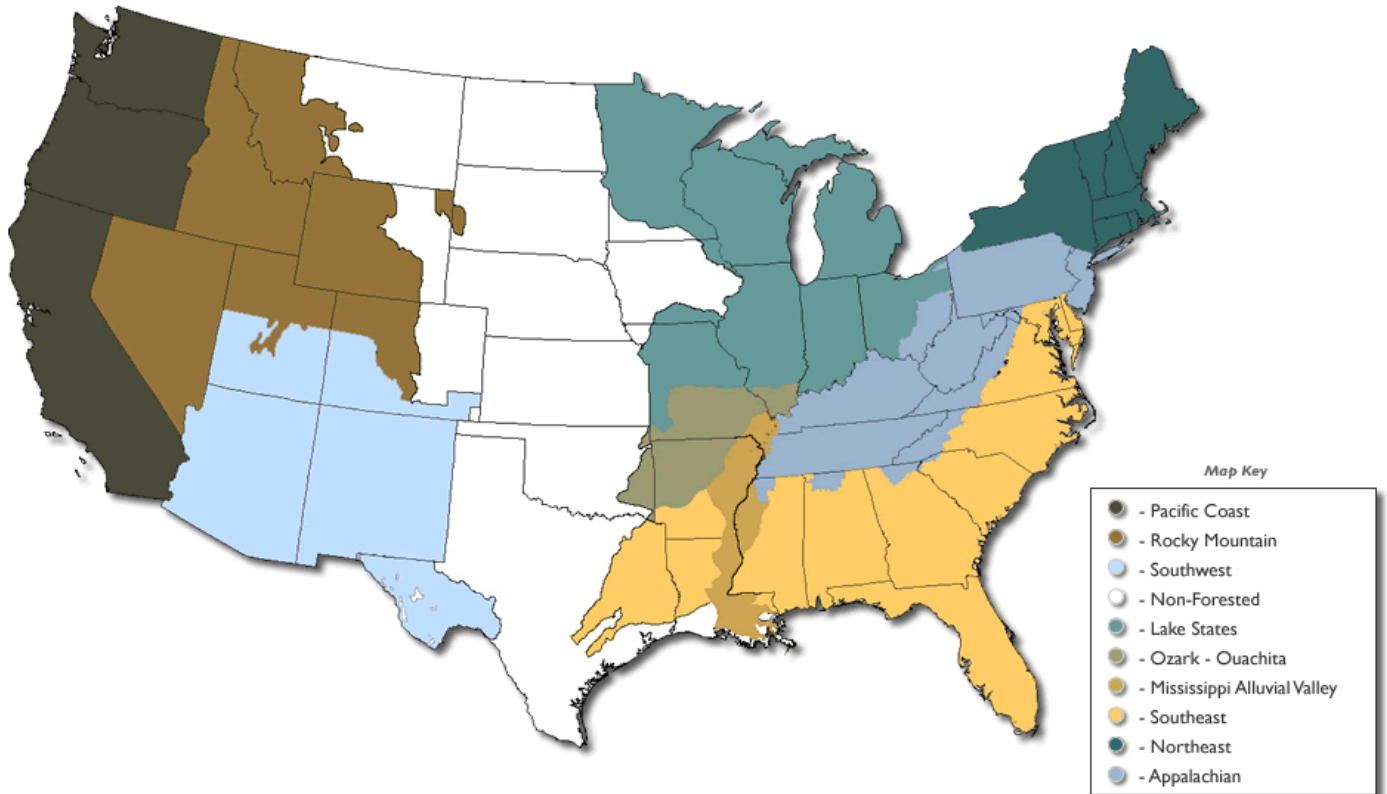 Map Key
- Pacific Coast
- Rocky Mountain
- Southwest
- Non-Forested
- Lake States
- Ozark - Ouachita
- Mississippi Alluvial Valley
- Southeast
- Northeast
- Appalachian